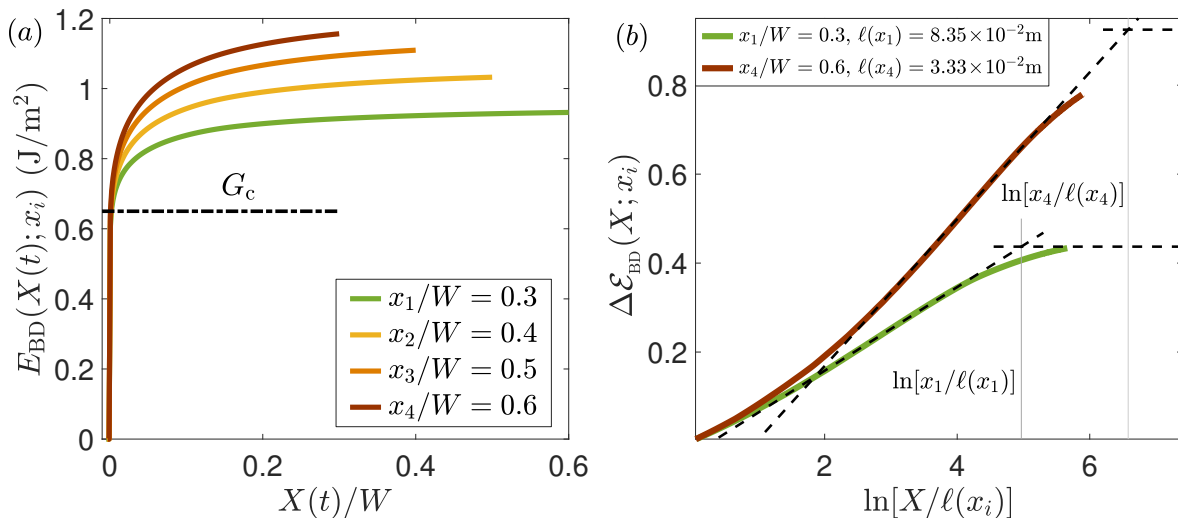 (a)
E_BD(X(t); x_i) (J/m²)
1.2
1
0.8
0.6
0.4
0.2
0
G_c
x₁/W = 0.3
x₂/W = 0.4
x₃/W = 0.5
x₄/W = 0.6
0
0.2
0.4
0.6
X(t)/W
(b)
x₁/W = 0.3, ℓ(x₁) = 8.35×10⁻²m
x₄/W = 0.6, ℓ(x₄) = 3.33×10⁻²m
Δℰ_BD(X; x_i)
0.8
0.6
0.4
0.2
ln[x₄/ℓ(x₄)]
ln[x₁/ℓ(x₁)]
2
4
6
ln[X/ℓ(x_i)]